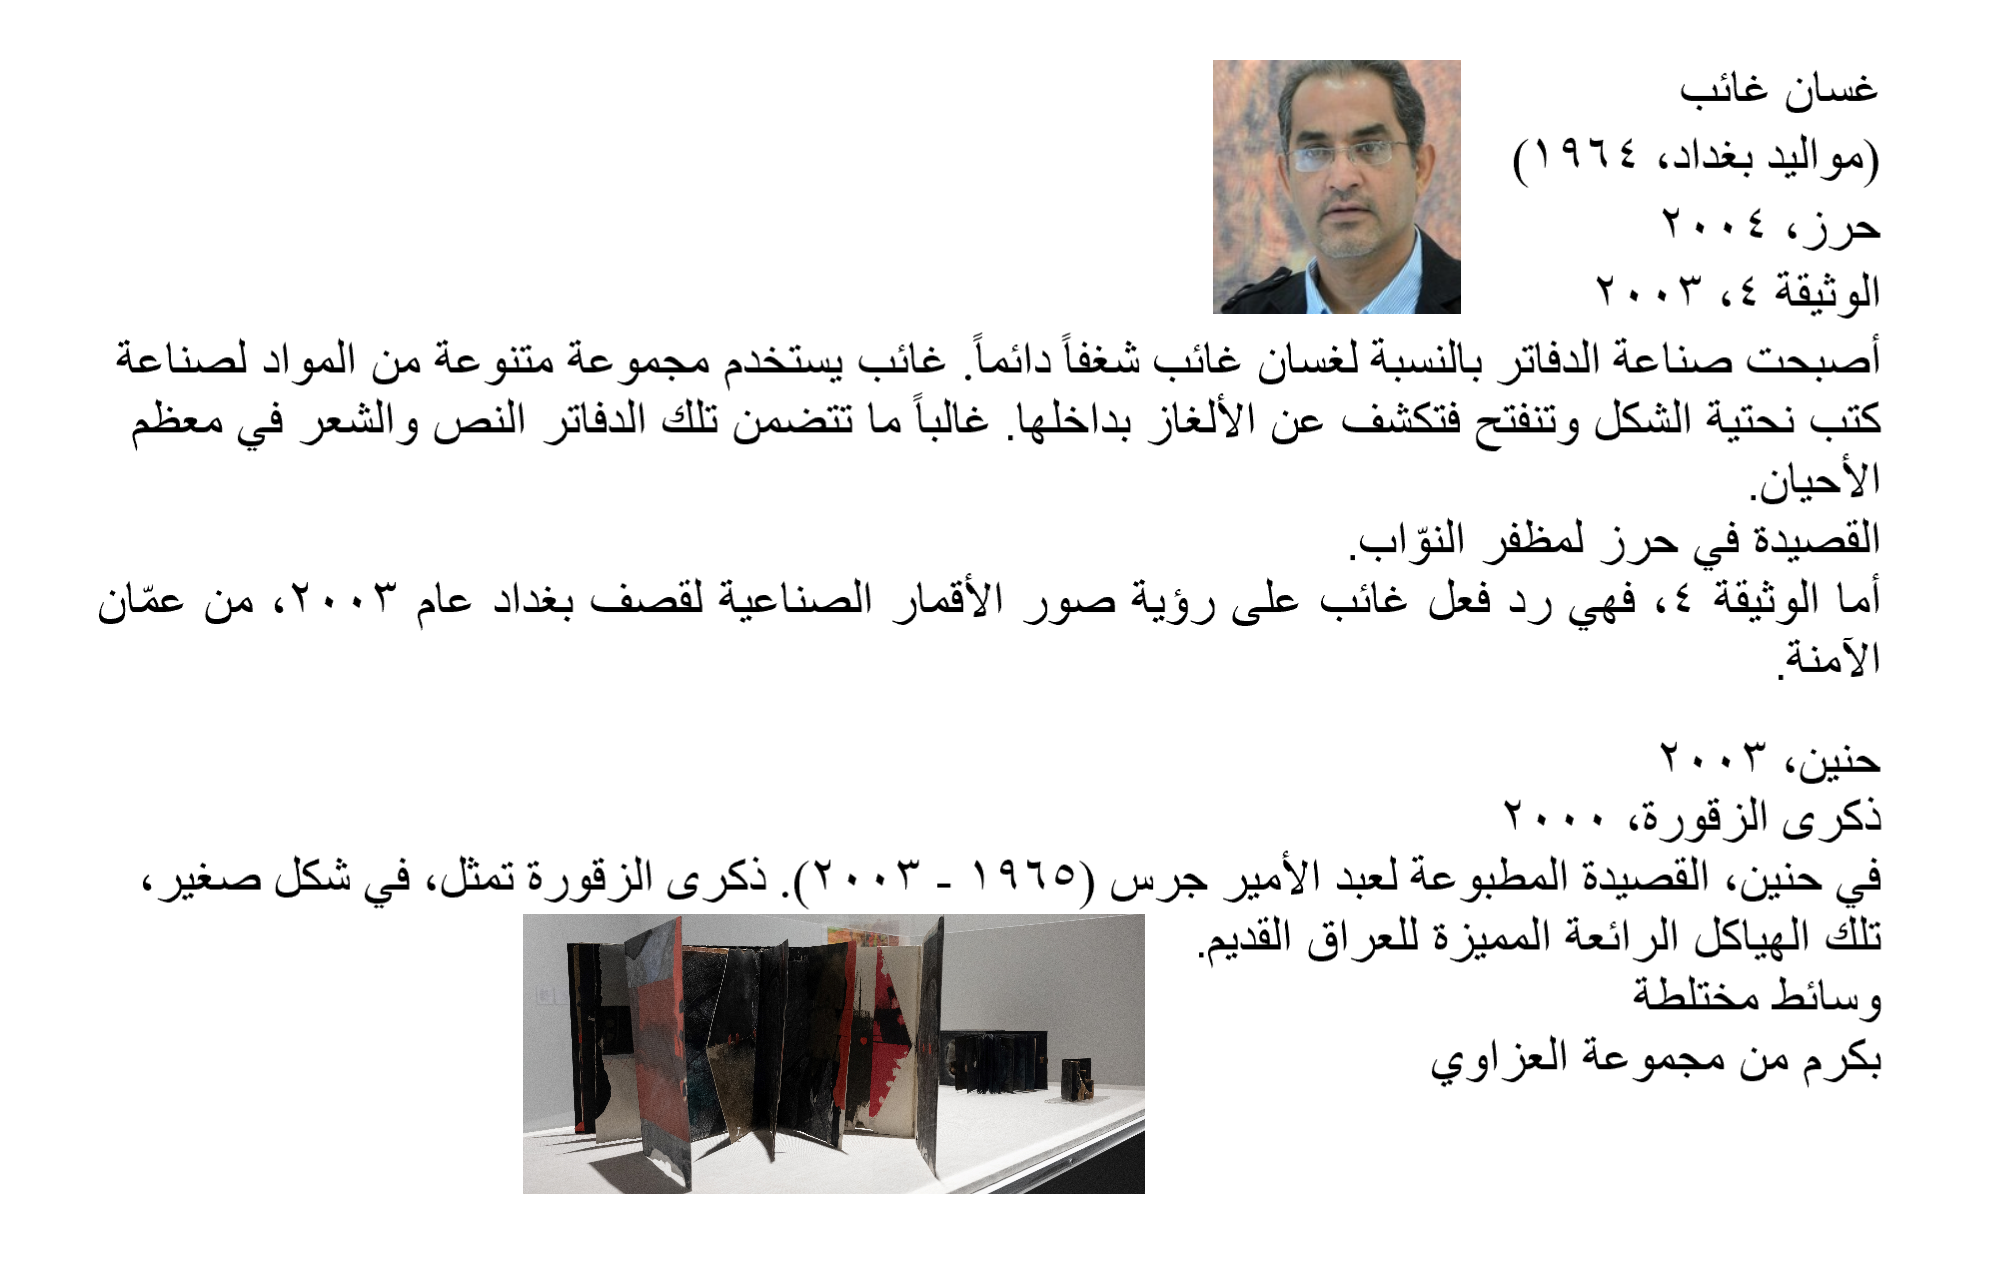 غسان غائب
(مواليد بغداد، ١٩٦٤)
حرز، ٢٠٠٤
الوثيقة ٤، ٢٠٠٣
أصبحت صناعة الدفاتر بالنسبة لغسان غائب شغفاً دائماً. غائب يستخدم مجموعة متنوعة من المواد لصناعة
كتب نحتية الشكل وتنفتح فتكشف عن الألغاز بداخلها. غالباً ما تتضمن تلك الدفاتر النص والشعر في معظم
الأحيان.
القصيدة في حرز لمظفر النوّاب.
أما الوثيقة ٤، فهي رد فعل غائب على رؤية صور الأقمار الصناعية لقصف بغداد عام ٢٠٠٣، من عمّان
الآمنة.
حنين، ٢٠٠٣
ذكرى الزقورة، ٢٠٠٠
في حنين، القصيدة المطبوعة لعبد الأمير جرس (١٩٦٥ - ٢٠٠٣). ذكرى الزقورة تمثل، في شكل صغير،
تلك الهياكل الرائعة المميزة للعراق القديم.
وسائط مختلطة
بكرم من مجموعة العزاوي